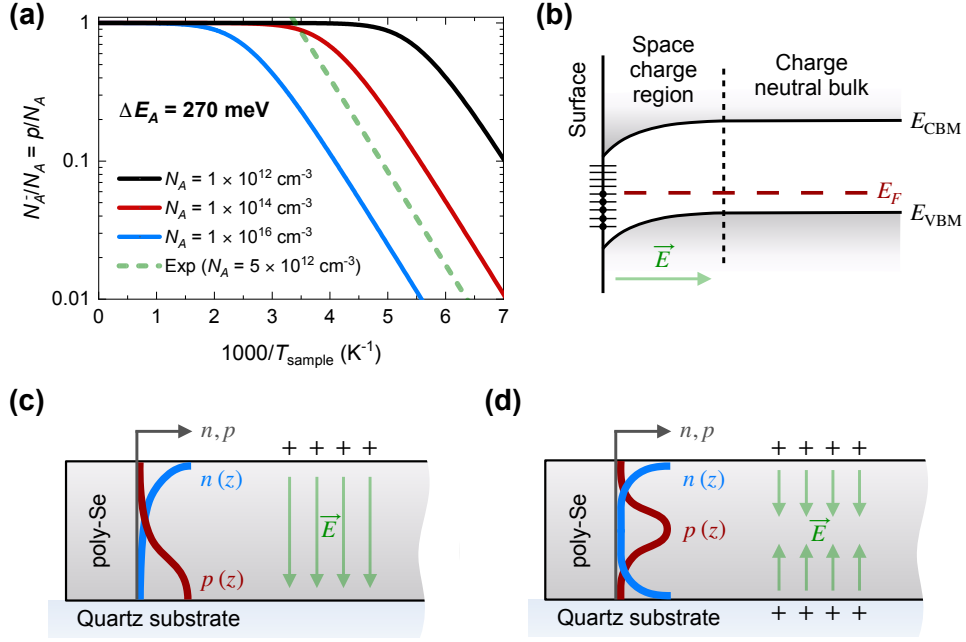 (a)
1
0.1
0.01
N_A^-/N_A = p/N_A
ΔE_A = 270 meV
N_A = 1 × 10^12 cm^-3
N_A = 1 × 10^14 cm^-3
N_A = 1 × 10^16 cm^-3
Exp (N_A = 5 × 10^12 cm^-3)
0 1 2 3 4 5 6 7
1000/T_sample (K^-1)
(b)
Surface
Space
charge
region
Charge
neutral bulk
E_CBM
E_F
E_VBM
E
(c)
n, p
+ + + +
n (z)
E
p (z)
poly-Se
Quartz substrate
(d)
n, p
+ + + +
n (z)
E
p (z)
poly-Se
Quartz substrate
+ + + +